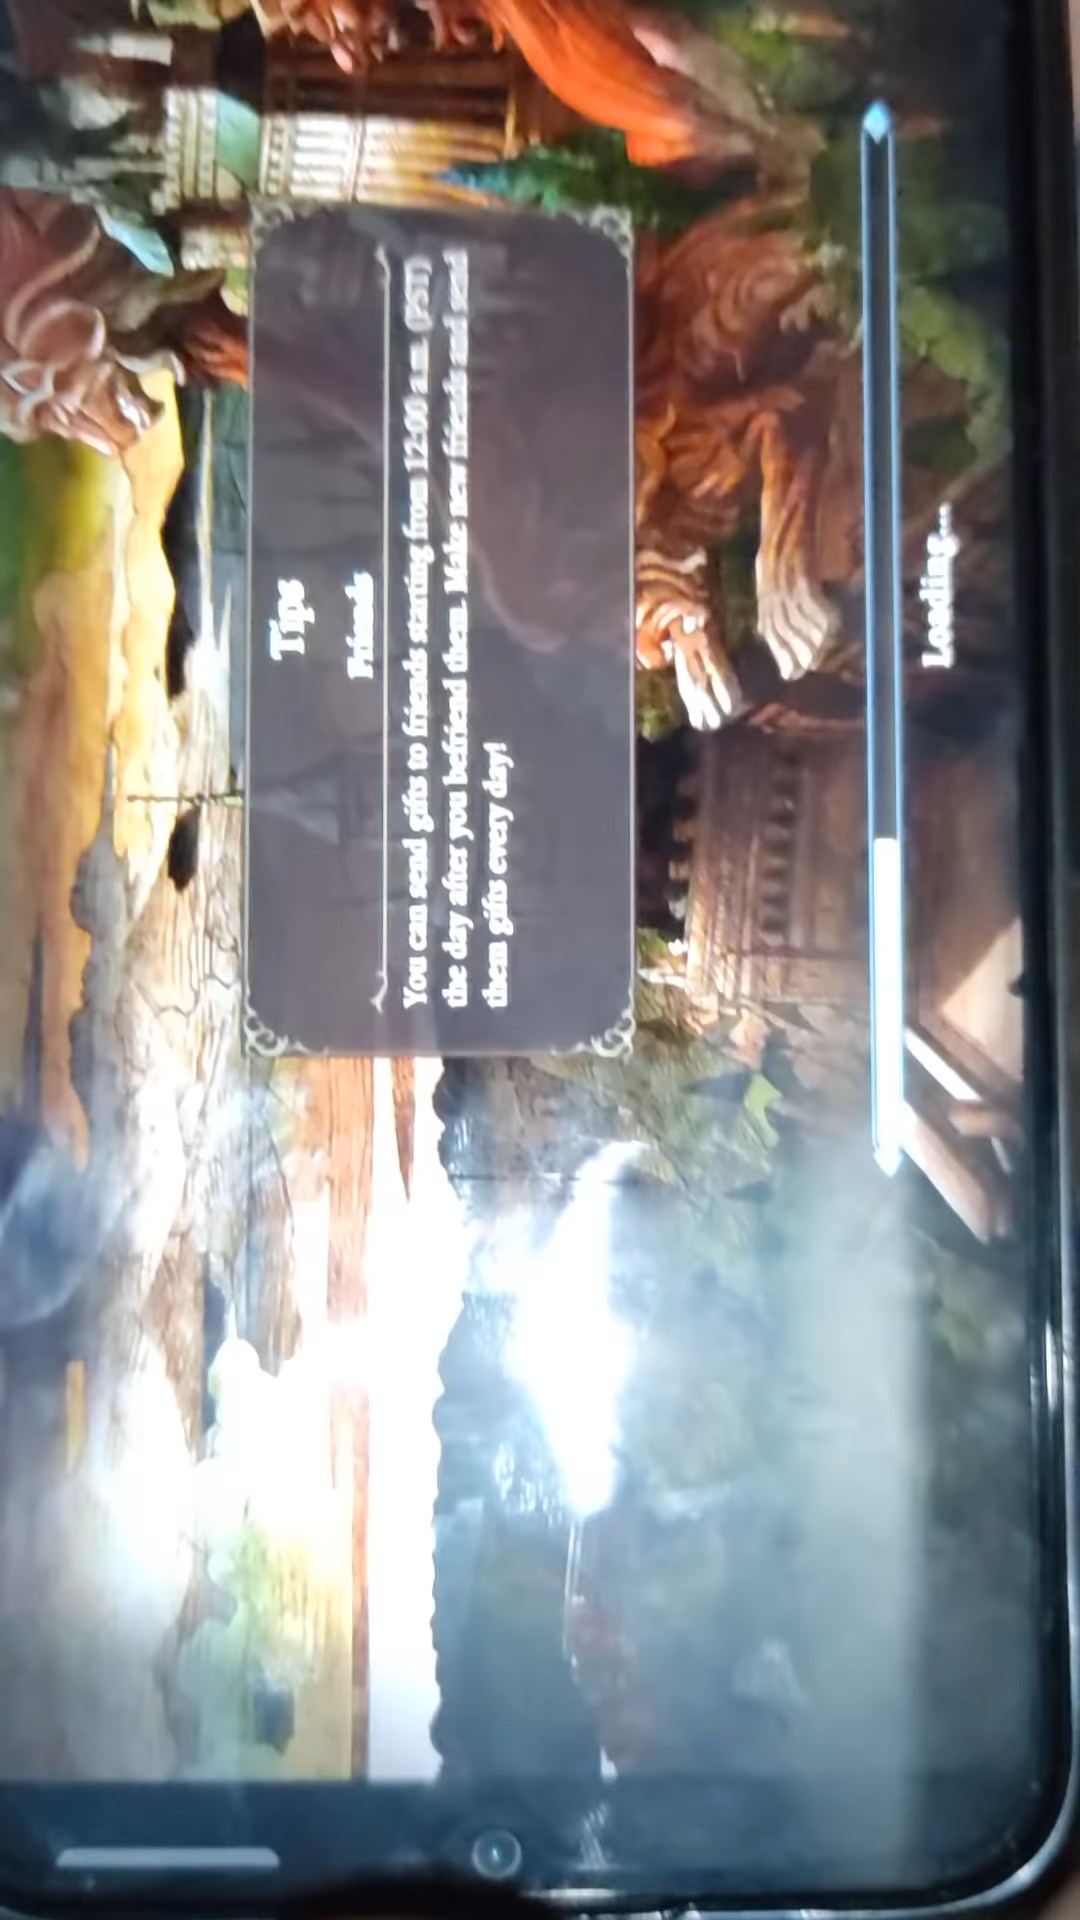 Tips
Friends
You can send gifts to friends starting from 12:00 a.m. (PST)
the day after you befriend them. Make new friends and send
them gifts every day!
Loading...